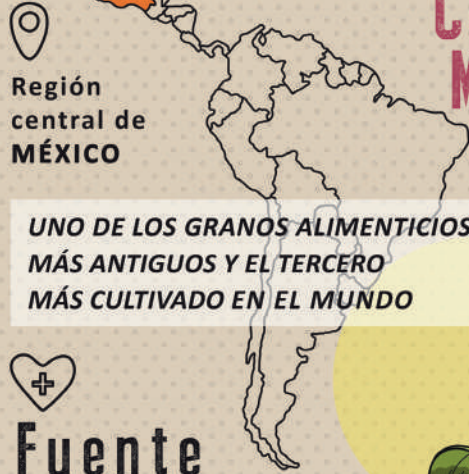 Región
central de
MÉXICO
UNO DE LOS GRANOS ALIMENTICIOS
MÁS ANTIGUOS Y EL TERCERO
MÁS CULTIVADO EN EL MUNDO
Fuente